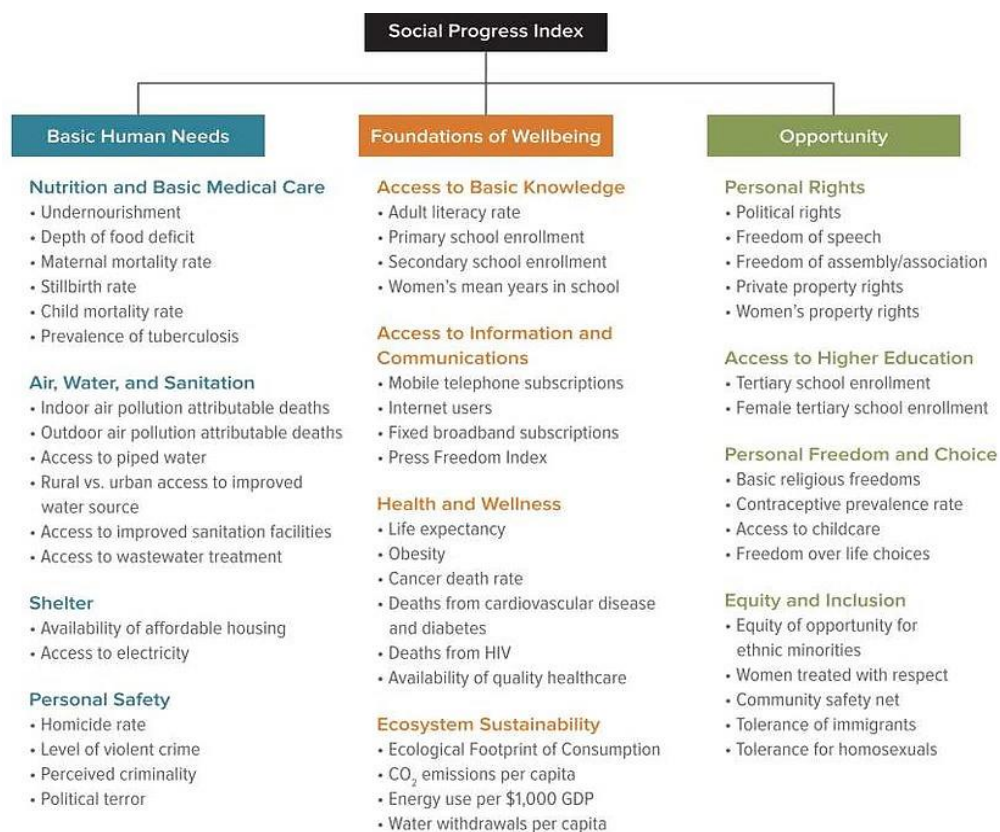 Social Progress Index
Basic Human Needs
Nutrition and Basic Medical Care
• Undernourishment
• Depth of food deficit
• Maternal mortality rate
• Stillbirth rate
• Child mortality rate
• Prevalence of tuberculosis
Air, Water, and Sanitation
• Indoor air pollution attributable deaths
• Outdoor air pollution attributable deaths
• Access to piped water
• Rural vs. urban access to improved
water source
• Access to improved sanitation facilities
• Access to wastewater treatment
Shelter
• Availability of affordable housing
• Access to electricity
Personal Safety
• Homicide rate
• Level of violent crime
• Perceived criminality
• Political terror
Foundations of Wellbeing
Access to Basic Knowledge
• Adult literacy rate
• Primary school enrollment
• Secondary school enrollment
• Women's mean years in school
Access to Information and
Communications
• Mobile telephone subscriptions
• Internet users
• Fixed broadband subscriptions
• Press Freedom Index
Health and Wellness
• Life expectancy
• Obesity
• Cancer death rate
• Deaths from cardiovascular disease
and diabetes
• Deaths from HIV
• Availability of quality healthcare
Ecosystem Sustainability
• Ecological Footprint of Consumption
• CO₂ emissions per capita
• Energy use per $1,000 GDP
• Water withdrawals per capita
Opportunity
Personal Rights
• Political rights
• Freedom of speech
• Freedom of assembly/association
• Private property rights
• Women's property rights
Access to Higher Education
• Tertiary school enrollment
• Female tertiary school enrollment
Personal Freedom and Choice
• Basic religious freedoms
• Contraceptive prevalence rate
• Access to childcare
• Freedom over life choices
Equity and Inclusion
• Equity of opportunity for
ethnic minorities
• Women treated with respect
• Community safety net
• Tolerance of immigrants
• Tolerance for homosexuals